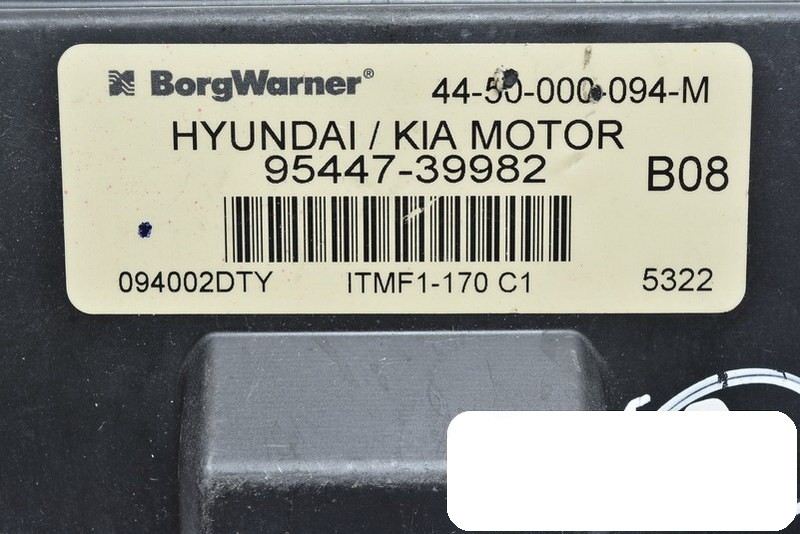 BorgWarner® 44-50-000-094-M
HYUNDAI / KIA MOTOR
95447-39982
B08
094002DTY ITMF1-170 C1 5322